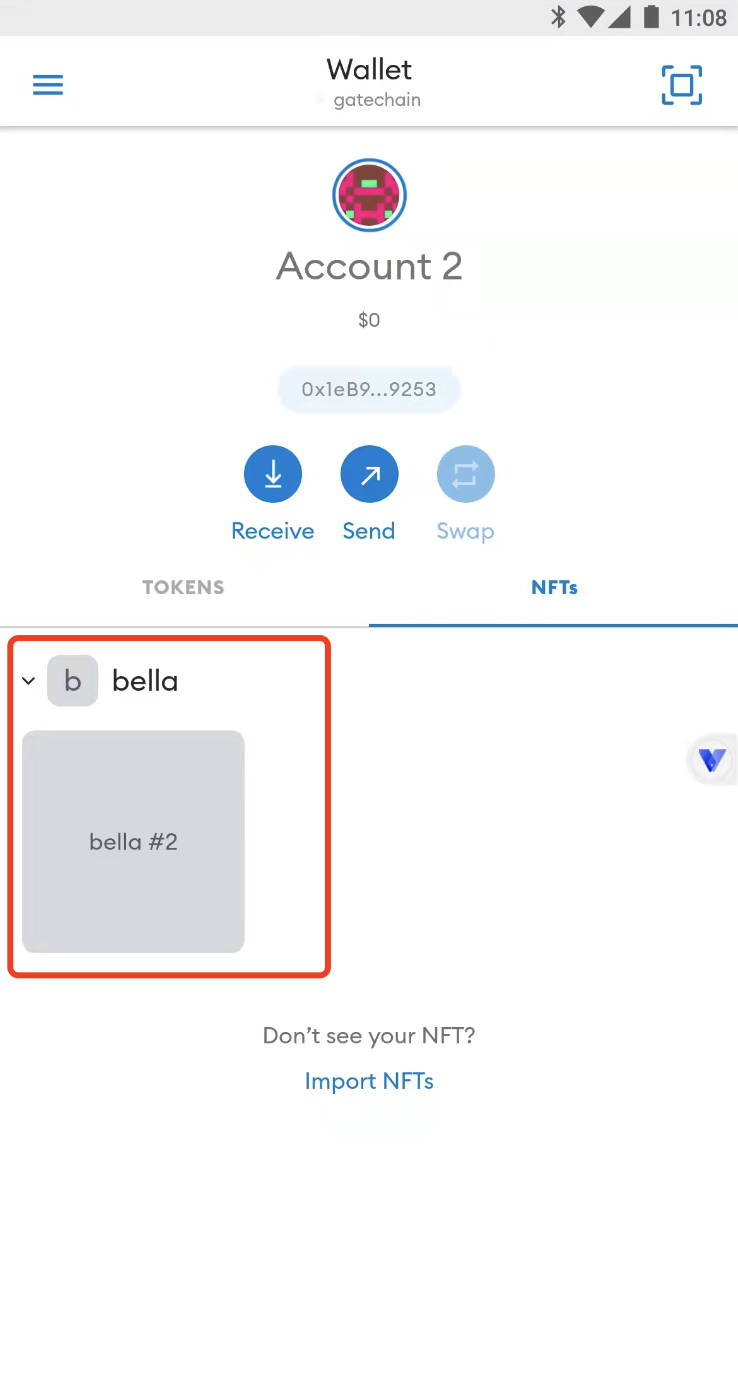 11:08
Wallet
gatechain
Account 2
$0
0x1eB9...9253
Receive Send Swap
TOKENS NFTs
b bella
bella #2
Don’t see your NFT?
Import NFTs